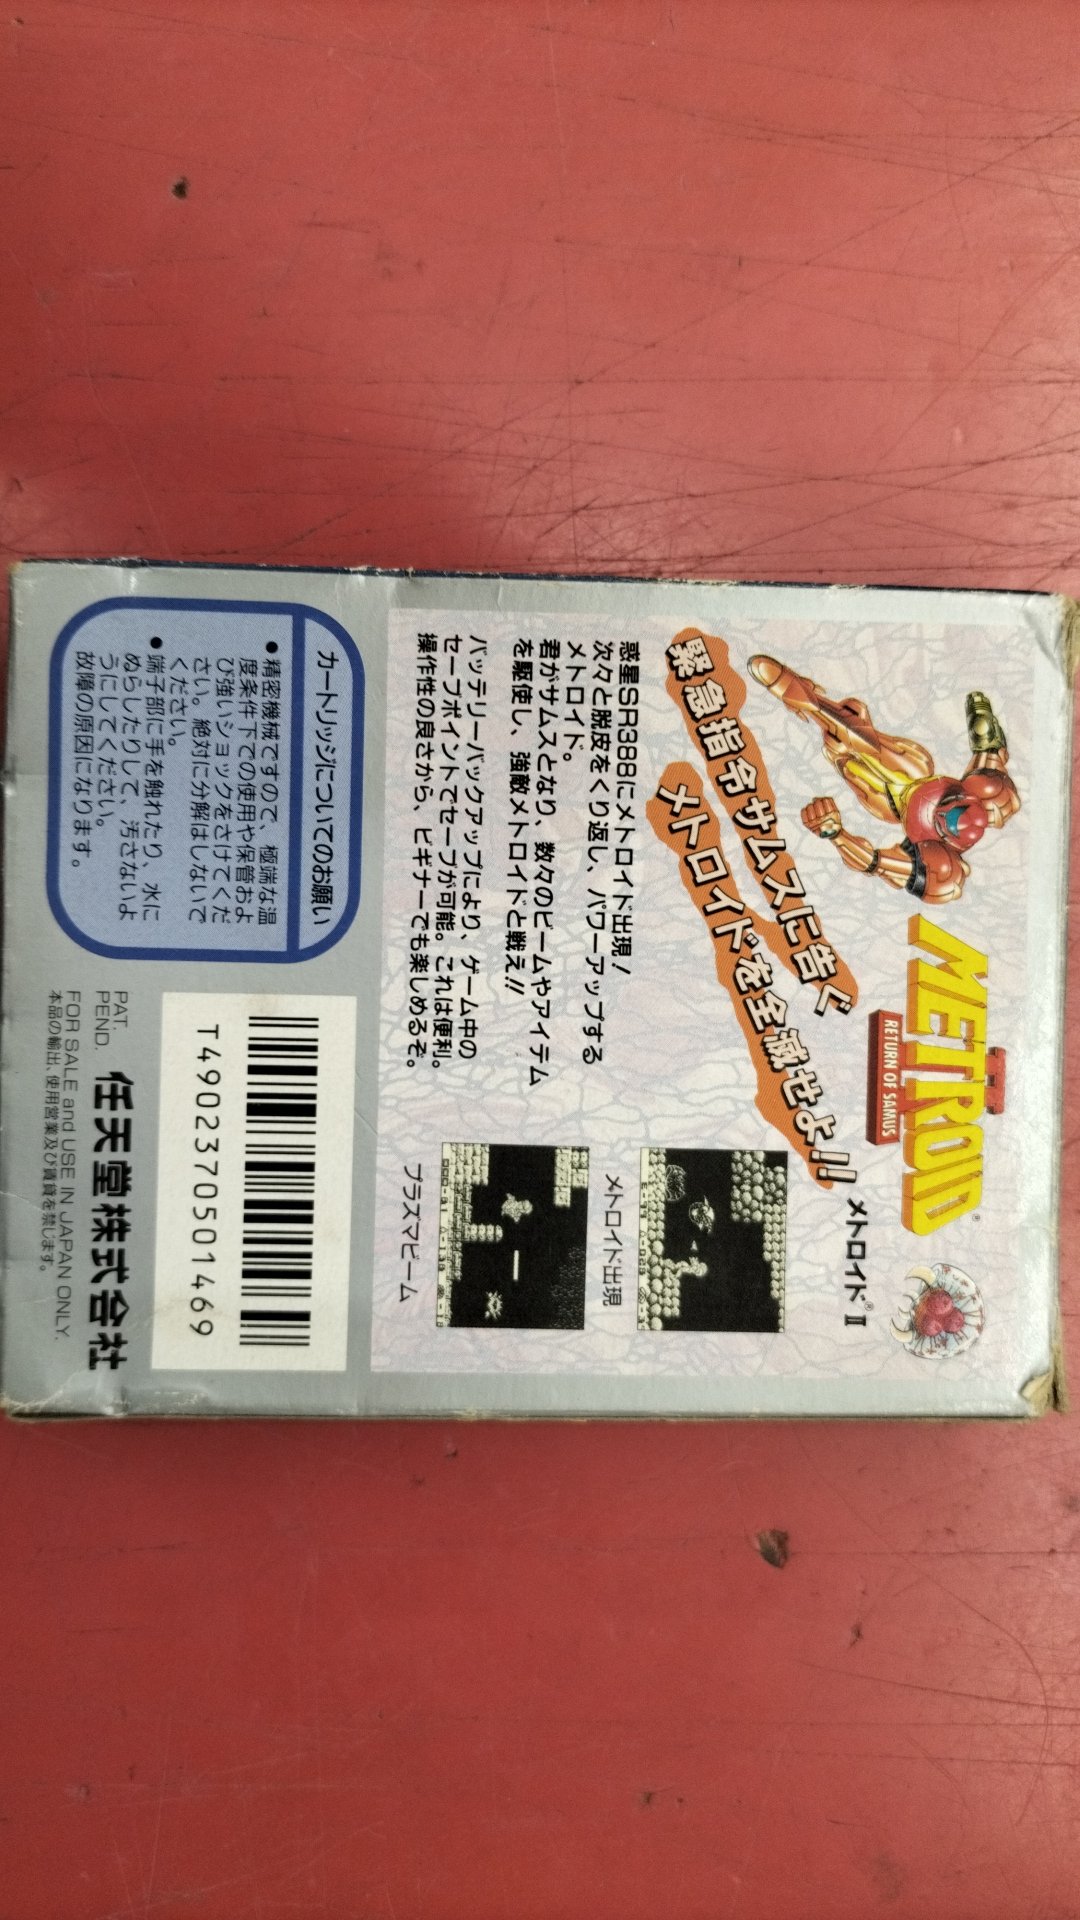 METROID II
RETURN OF SAMUS
メトロイド® II
緊急指令サムスに告ぐ
メトロイドを全滅せよ!!
惑星SR388にメトロイド出現!
次々と脱皮をくり返し、パワーアップする
メトロイド。
君がサムスとなり、数々のビームやアイテム
を駆使し、強敵メトロイドと戦え!!
バッテリーバックアップにより、ゲーム中の
セーブポイントでセーブが可能。これは便利。
操作性の良さから、ビギナーでも楽しめるぞ。
メトロイド出現
プラズマビーム
カートリッジについてのお願い
●精密機械ですので、極端な温
度条件下での使用や保管およ
び強いショックをさけてくだ
さい。絶対に分解はしないで
ください。
●端子部に手を触れたり、水に
ぬらしたりして、汚さないよ
うにしてください。
故障の原因になります。
T4902370501469
PAT.
PEND.
任天堂株式会社
FOR SALE and USE IN JAPAN ONLY.
本品の輸出、使用営業及び賃貸を禁じます。